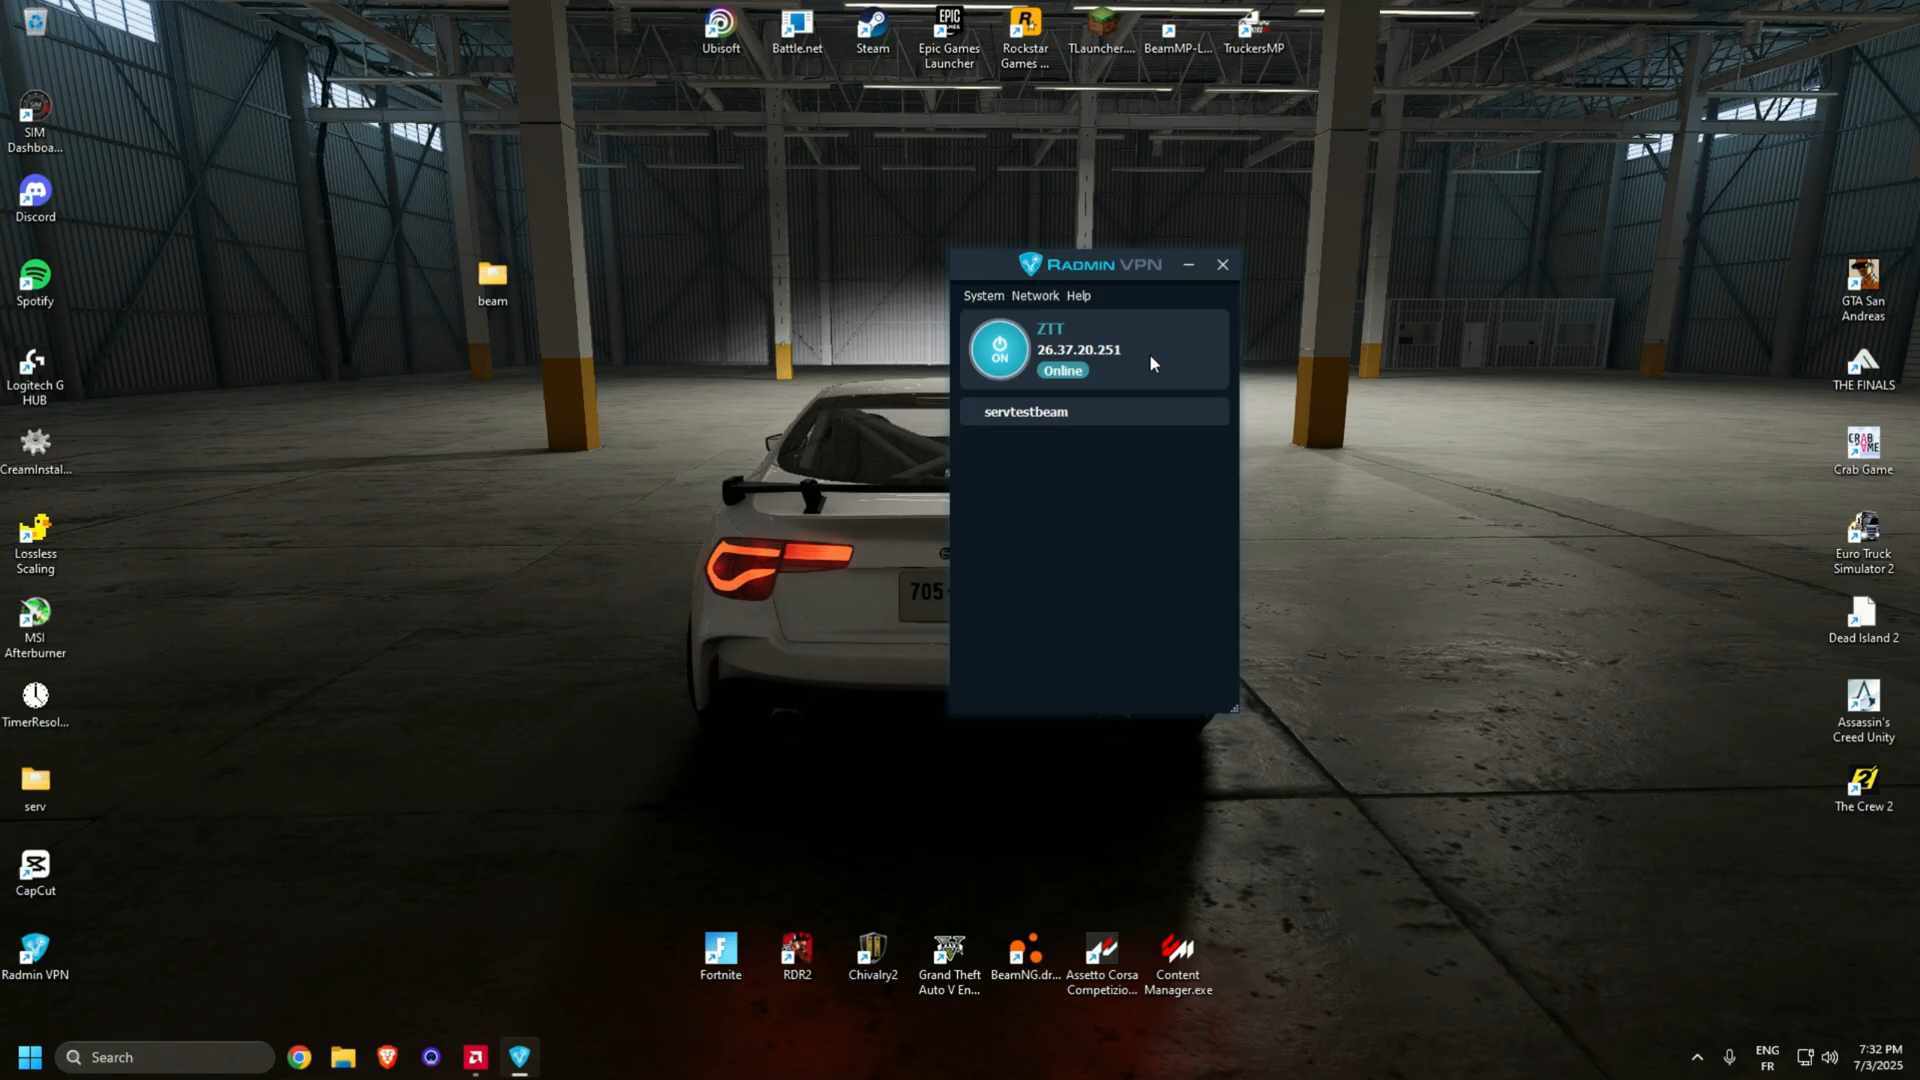 Ubisoft
Battle.net
Steam
Epic Games
Launcher
Rockstar
Games ...
TLauncher....
BeamMP-L...
TruckersMP
SIM
Dashboa...
Discord
Spotify
Logitech G
HUB
CreamInstal...
Lossless
Scaling
MSI
Afterburner
TimerResol...
serv
CapCut
Radmin VPN
beam
RADMIN VPN
System Network Help
ON
ZTT
26.37.20.251
Online
servtestbeam
705
GTA San
Andreas
THE FINALS
CRAB
GAME
Crab Game
Euro Truck
Simulator 2
Dead Island 2
Assassin's
Creed Unity
The Crew 2
Fortnite
RDR2
Chivalry2
Grand Theft
Auto V En...
BeamNG.dr...
Assetto Corsa
Competizio...
Content
Manager.exe
Search
ENG
FR
7:32 PM
7/3/2025